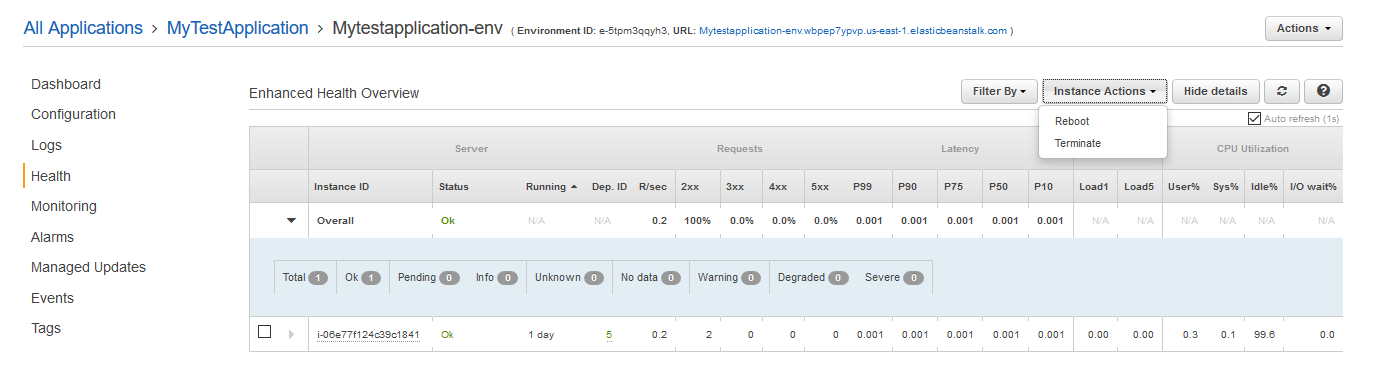 All Applications > MyTestApplication > Mytestapplication-env ( Environment ID: e-5tpm3qqyh3, URL: Mytestapplication-env.wbpep7ypvp.us-east-1.elasticbeanstalk.com ) Actions
Dashboard
Configuration
Logs
Health
Monitoring
Alarms
Managed Updates
Events
Tags
Enhanced Health Overview Filter By Instance Actions Hide details
Reboot
Terminate
Auto refresh (1s)
Server Requests Latency CPU Utilization
Instance ID Status Running Dep. ID R/sec 2xx 3xx 4xx 5xx P99 P90 P75 P50 P10 Load1 Load5 User% Sys% Idle% I/O wait%
Overall Ok N/A N/A 0.2 100% 0.0% 0.0% 0.0% 0.001 0.001 0.001 0.001 0.001 N/A N/A N/A N/A N/A N/A
Total 1 Ok 1 Pending 0 Info 0 Unknown 0 No data 0 Warning 0 Degraded 0 Severe 0
i-06e77f124c39c1841 Ok 1 day 5 0.2 2 0 0 0 0.001 0.001 0.001 0.001 0.001 0.00 0.00 0.3 0.1 99.6 0.0